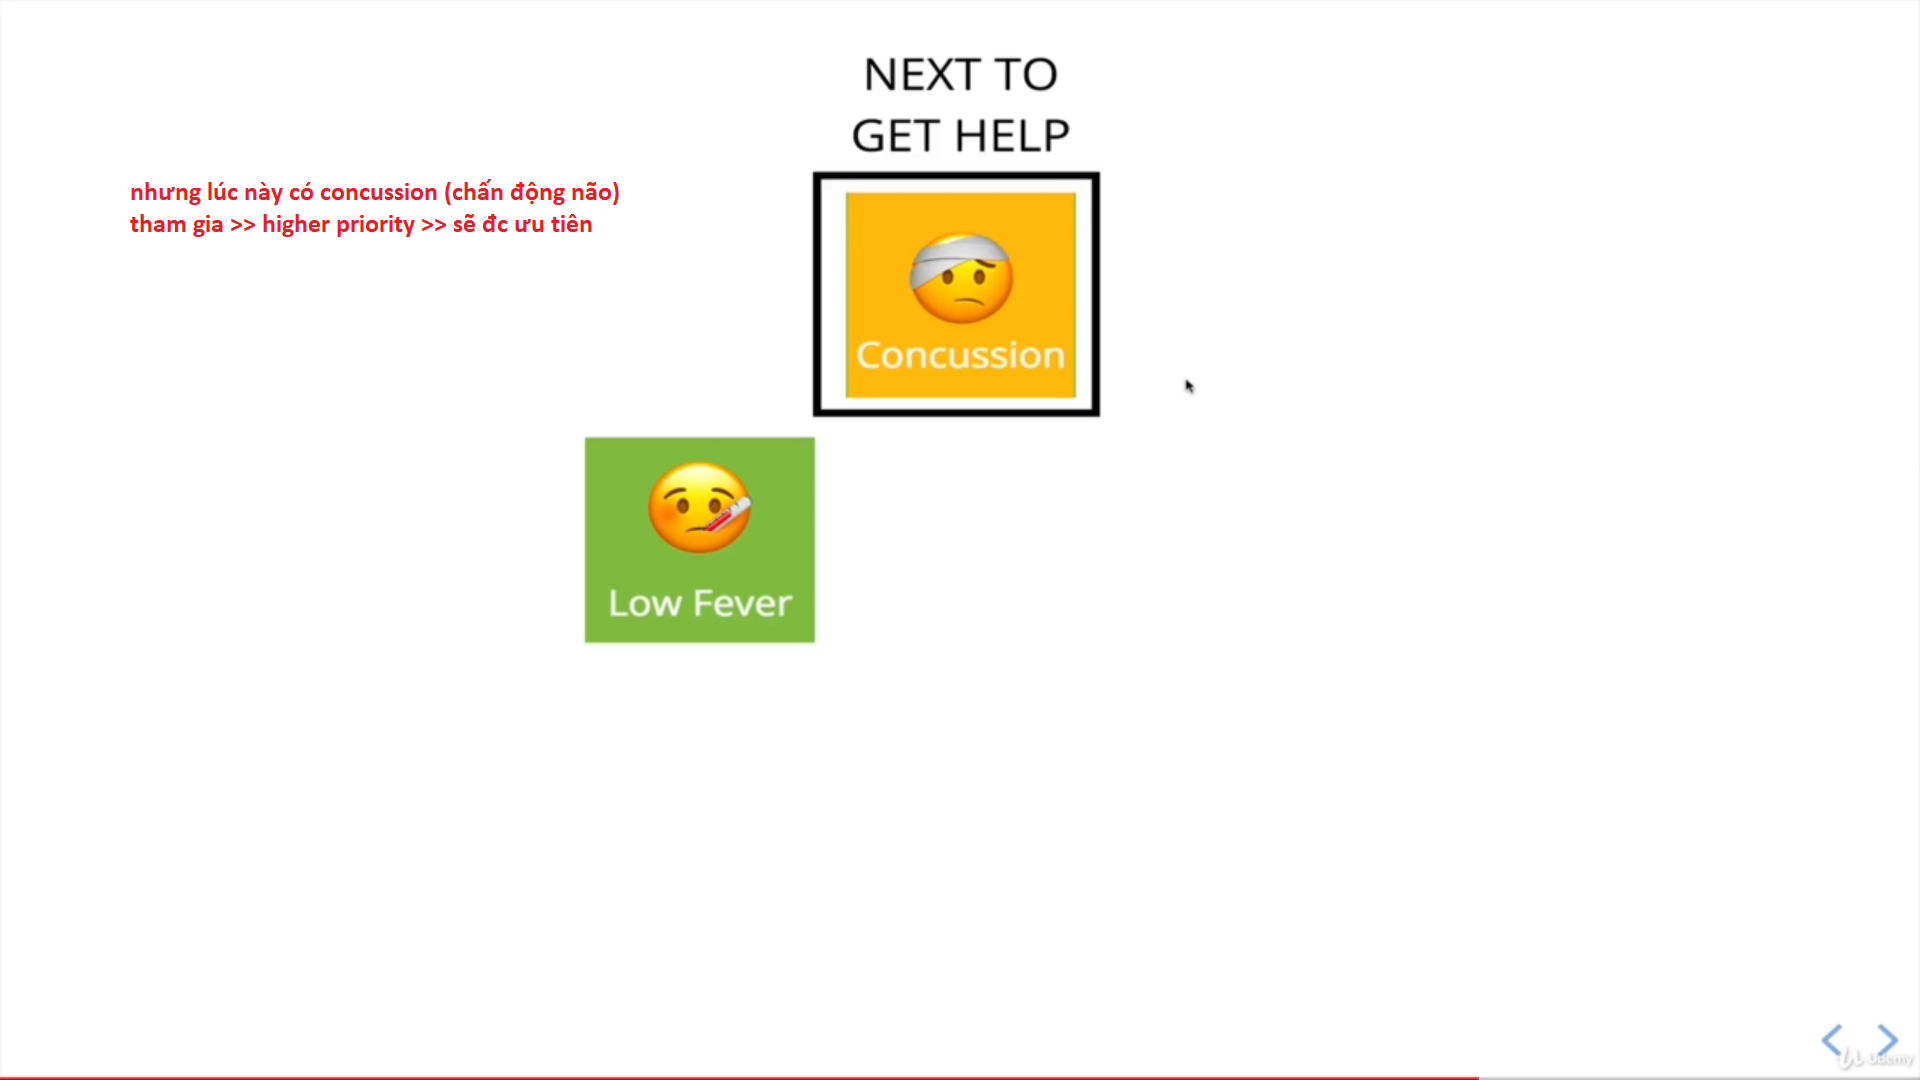 NEXT TO
GET HELP
nhưng lúc này có concussion (chấn động não)
tham gia >> higher priority >> sẽ đc ưu tiên
Concussion
Low Fever
Udemy